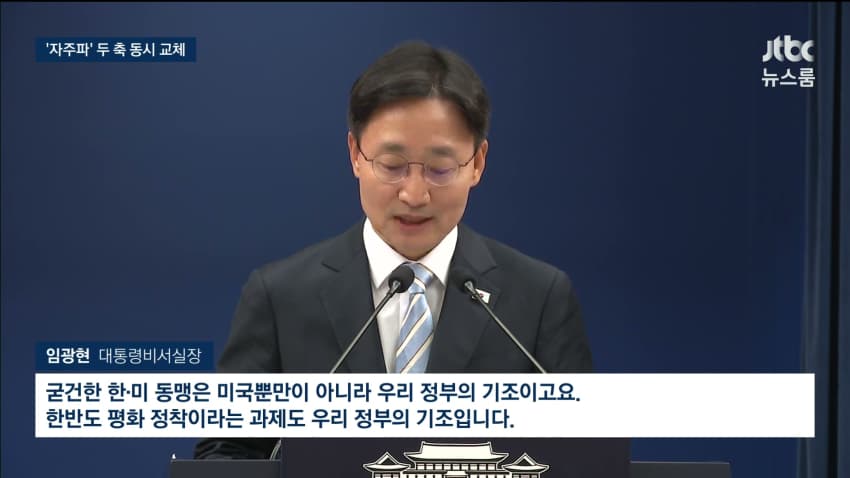 '자주파' 두 축 동시 교체
jtbc
뉴스룸
임광현 대통령비서실장
굳건한 한·미 동맹은 미국뿐만이 아니라 우리 정부의 기조이고요.
한반도 평화 정착이라는 과제도 우리 정부의 기조입니다.